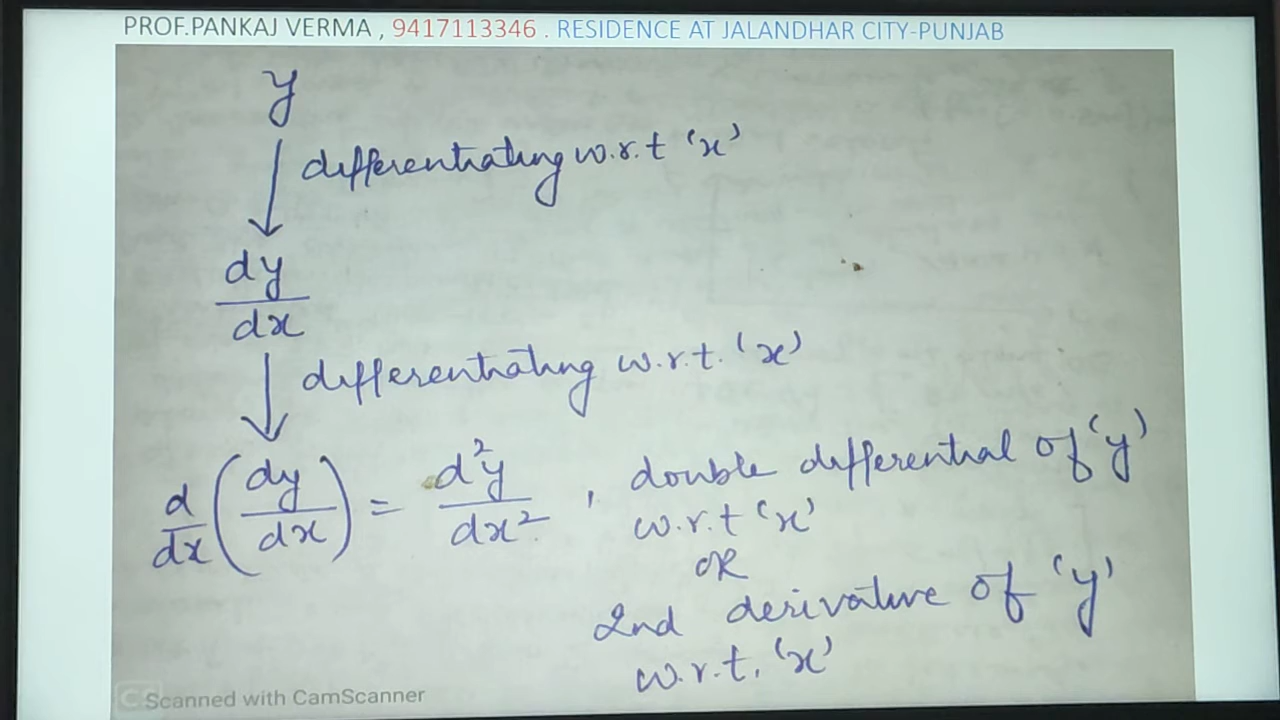 PROF.PANKAJ VERMA , 9417113346 . RESIDENCE AT JALANDHAR CITY-PUNJAB
y
differentiating w.r.t 'x'
dy/dx
differentiating w.r.t. 'x'
d/dx (dy/dx) = d²y/dx² , double differential of 'y'
w.r.t 'x'
OR
2nd derivative of 'y'
w.r.t. 'x'
CS Scanned with CamScanner